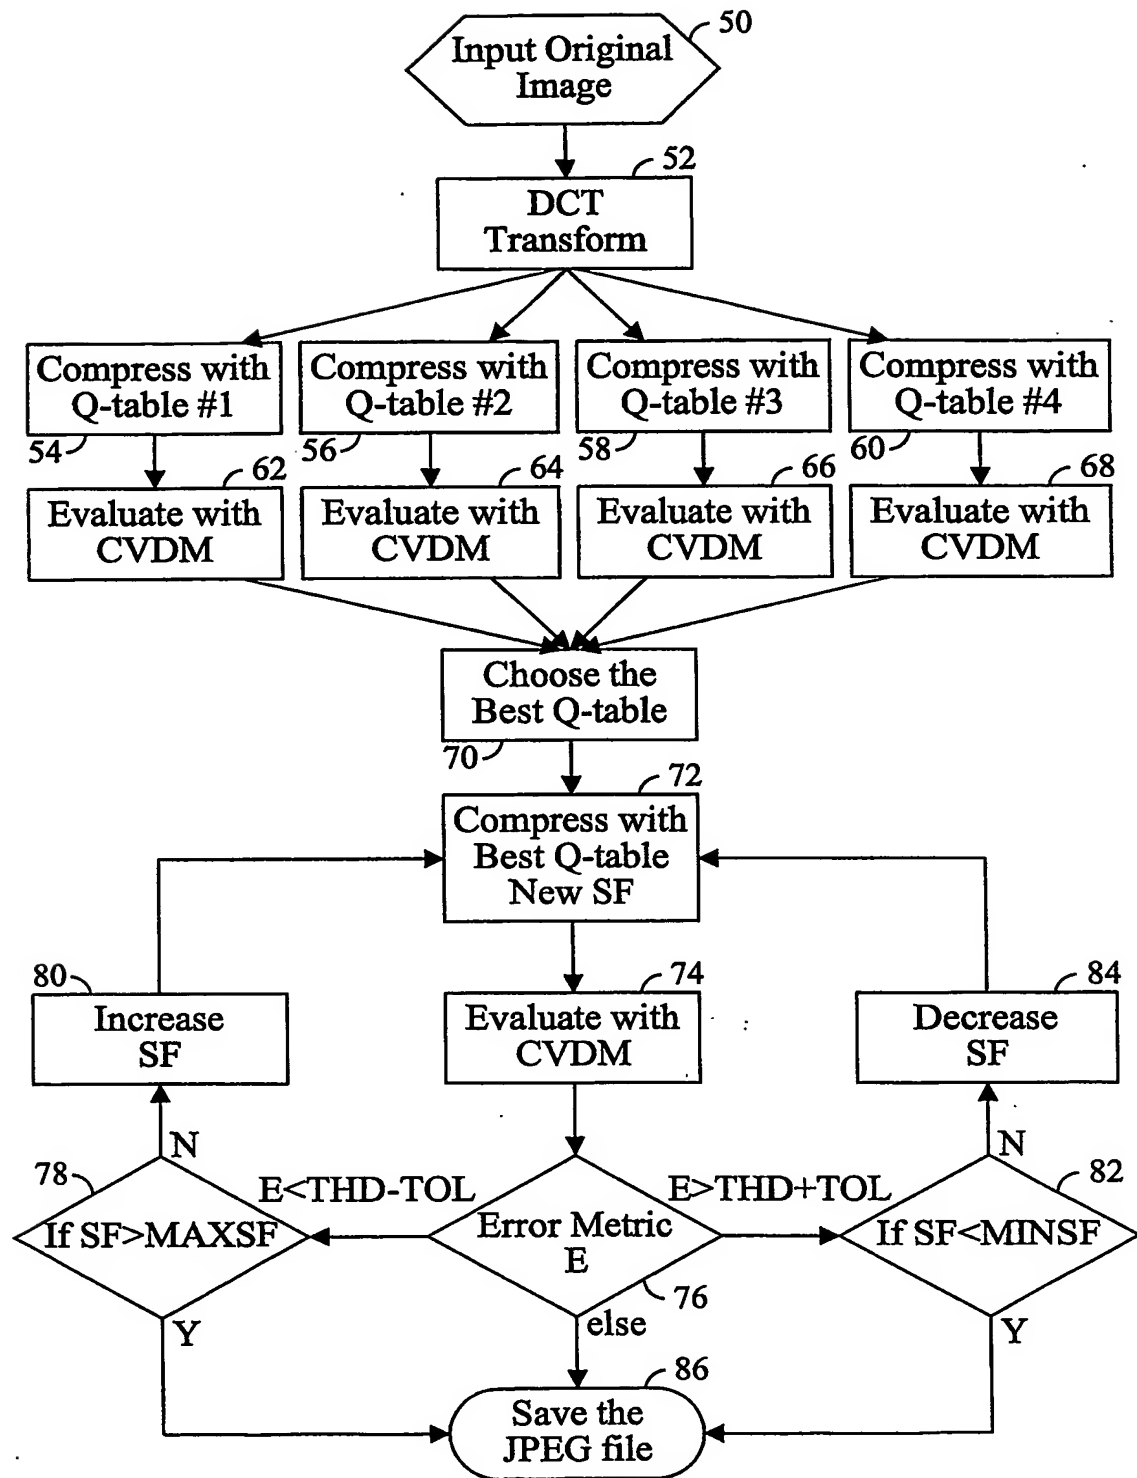 50
Input Original
Image
52
DCT
Transform
Compress with
Q-table #1
54
Compress with
Q-table #2
56
Compress with
Q-table #3
58
Compress with
Q-table #4
60
62
Evaluate with
CVDM
64
Evaluate with
CVDM
66
Evaluate with
CVDM
68
Evaluate with
CVDM
Choose the
Best Q-table
70
72
Compress with
Best Q-table
New SF
80
Increase
SF
74
Evaluate with
CVDM
84
Decrease
SF
N
78
If SF>MAXSF
Y
E<THD-TOL
Error Metric
E
76
else
E>THD+TOL
N
82
If SF<MINSF
Y
86
Save the
JPEG file